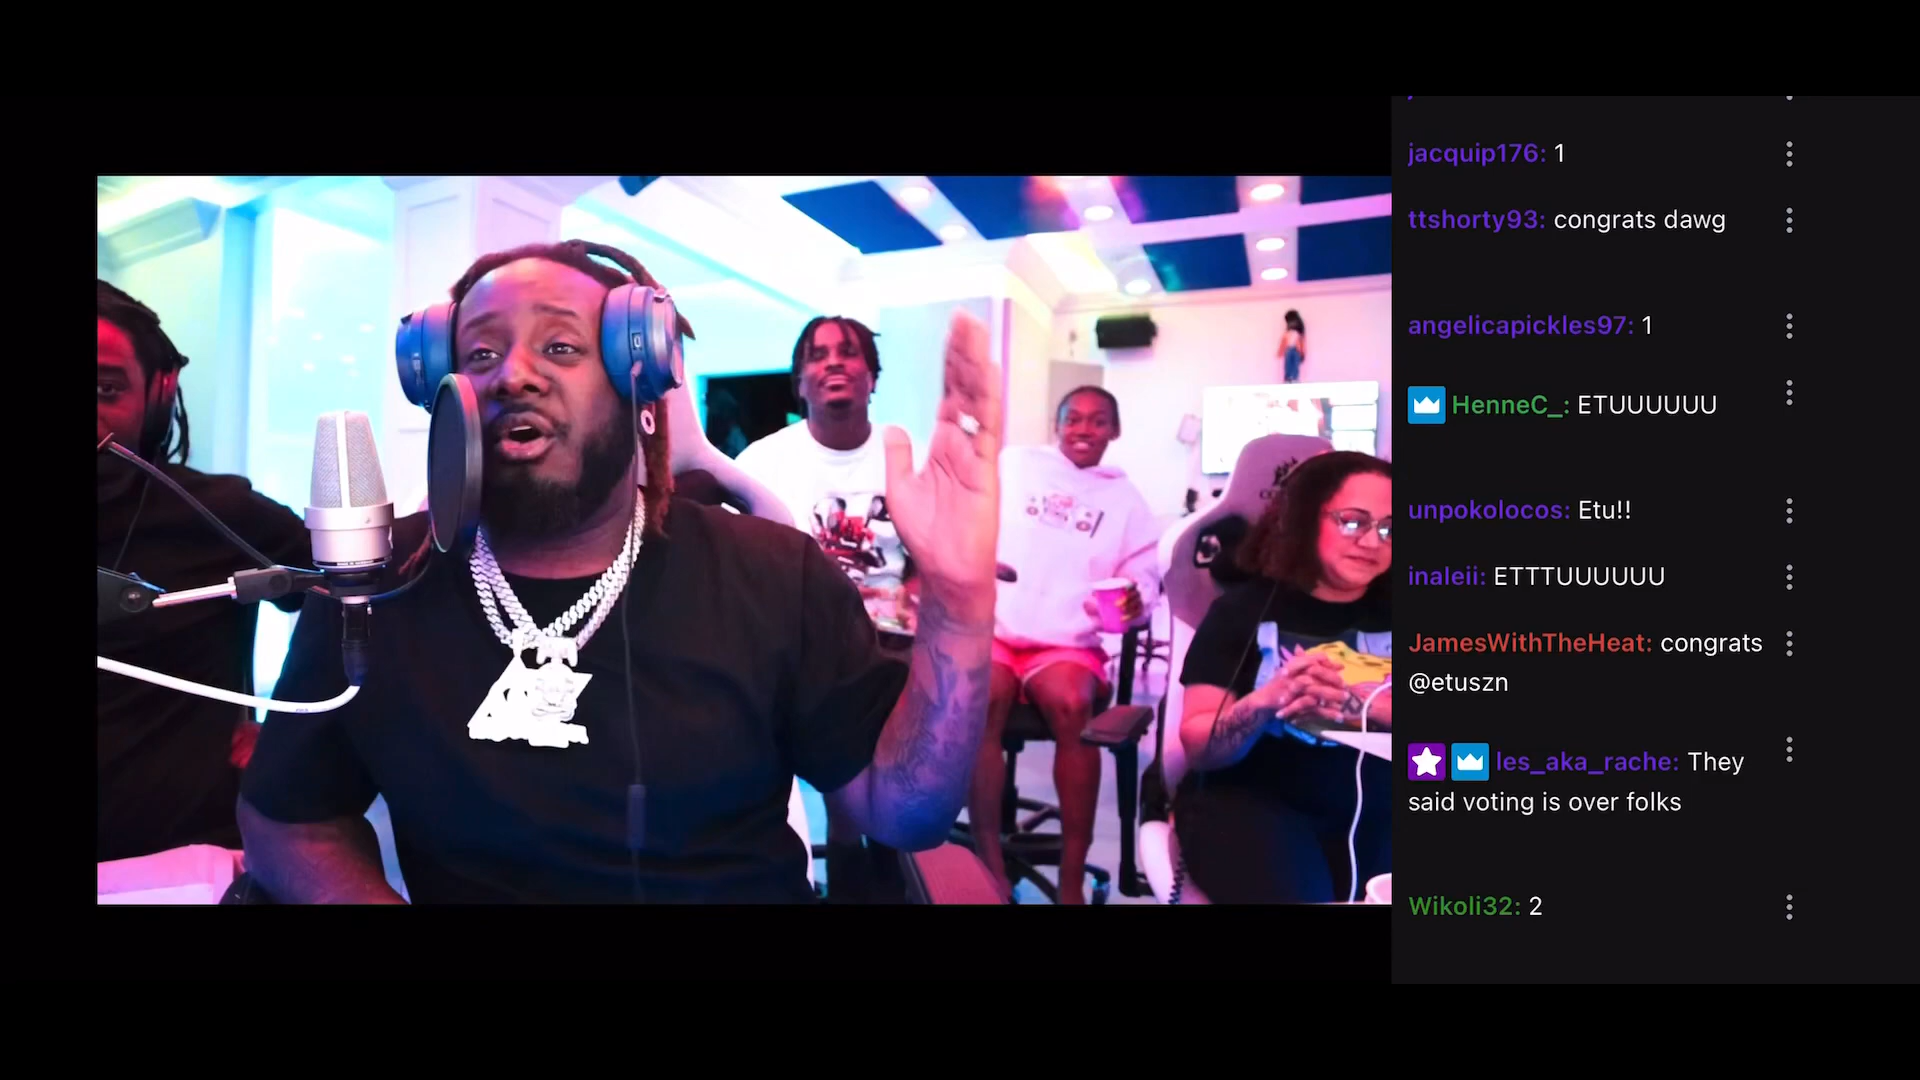 jacquip176: 1
ttshorty93: congrats dawg
angelicapickles97: 1
HenneC_: ETUUUUUU
unpokolocos: Etu!!
inaleii: ETTTUUUUUU
JamesWithTheHeat: congrats
@etuszn
les_aka_rache: They
said voting is over folks
Wikoli32: 2